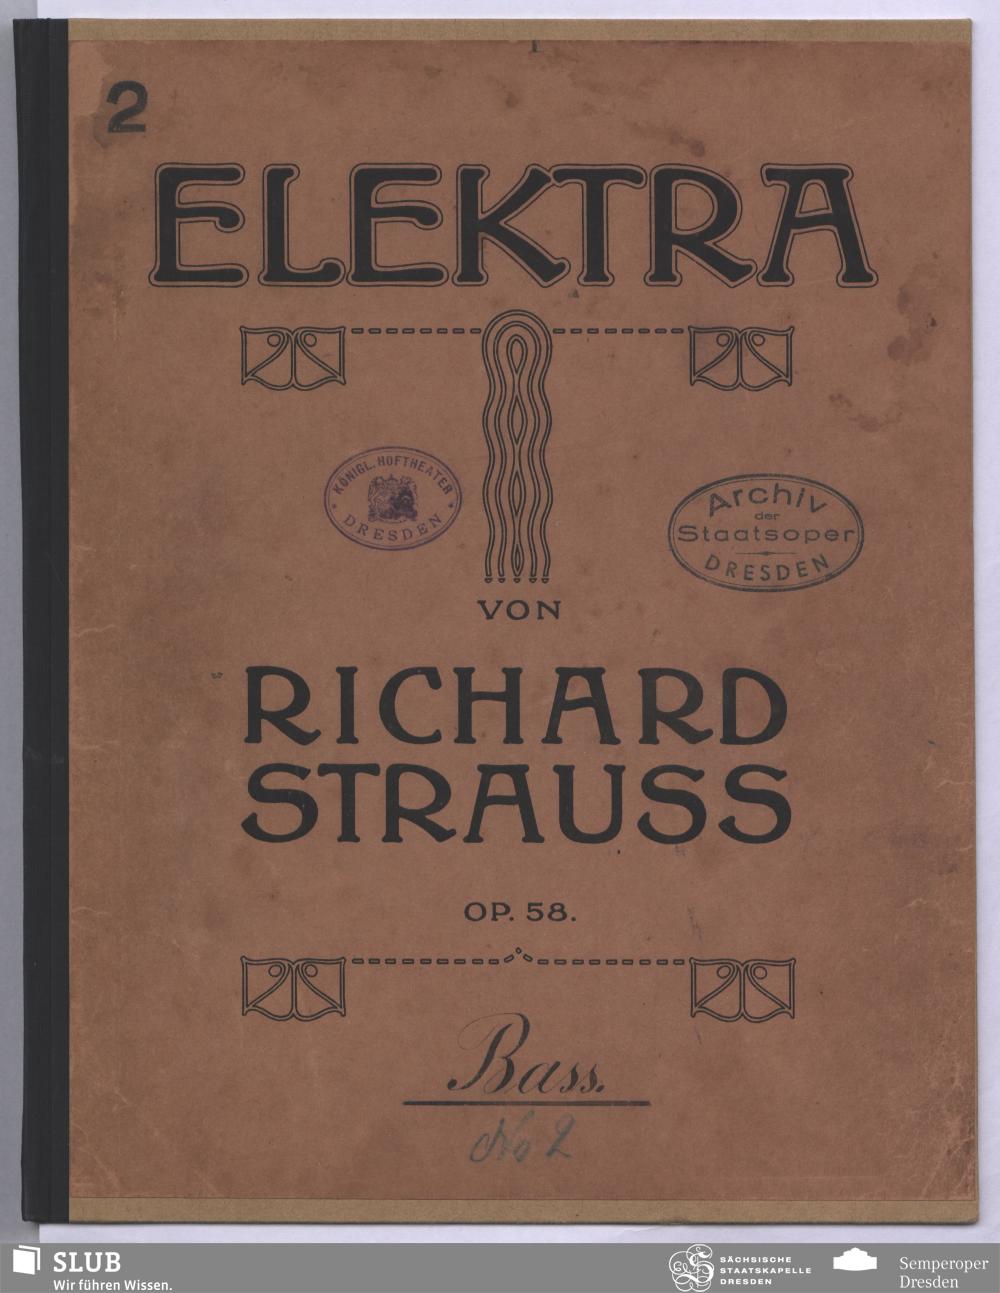 2
ELEKTRA
KÖNIGL. HOFTHEATER
DRESDEN
Archiv
der
Staatsoper
DRESDEN
VON
RICHARD
STRAUSS
OP. 58.
Bass.
No 2
SLUB
Wir führen Wissen.
SÄCHSISCHE
STAATSKAPELLE
DRESDEN
Semperoper
Dresden